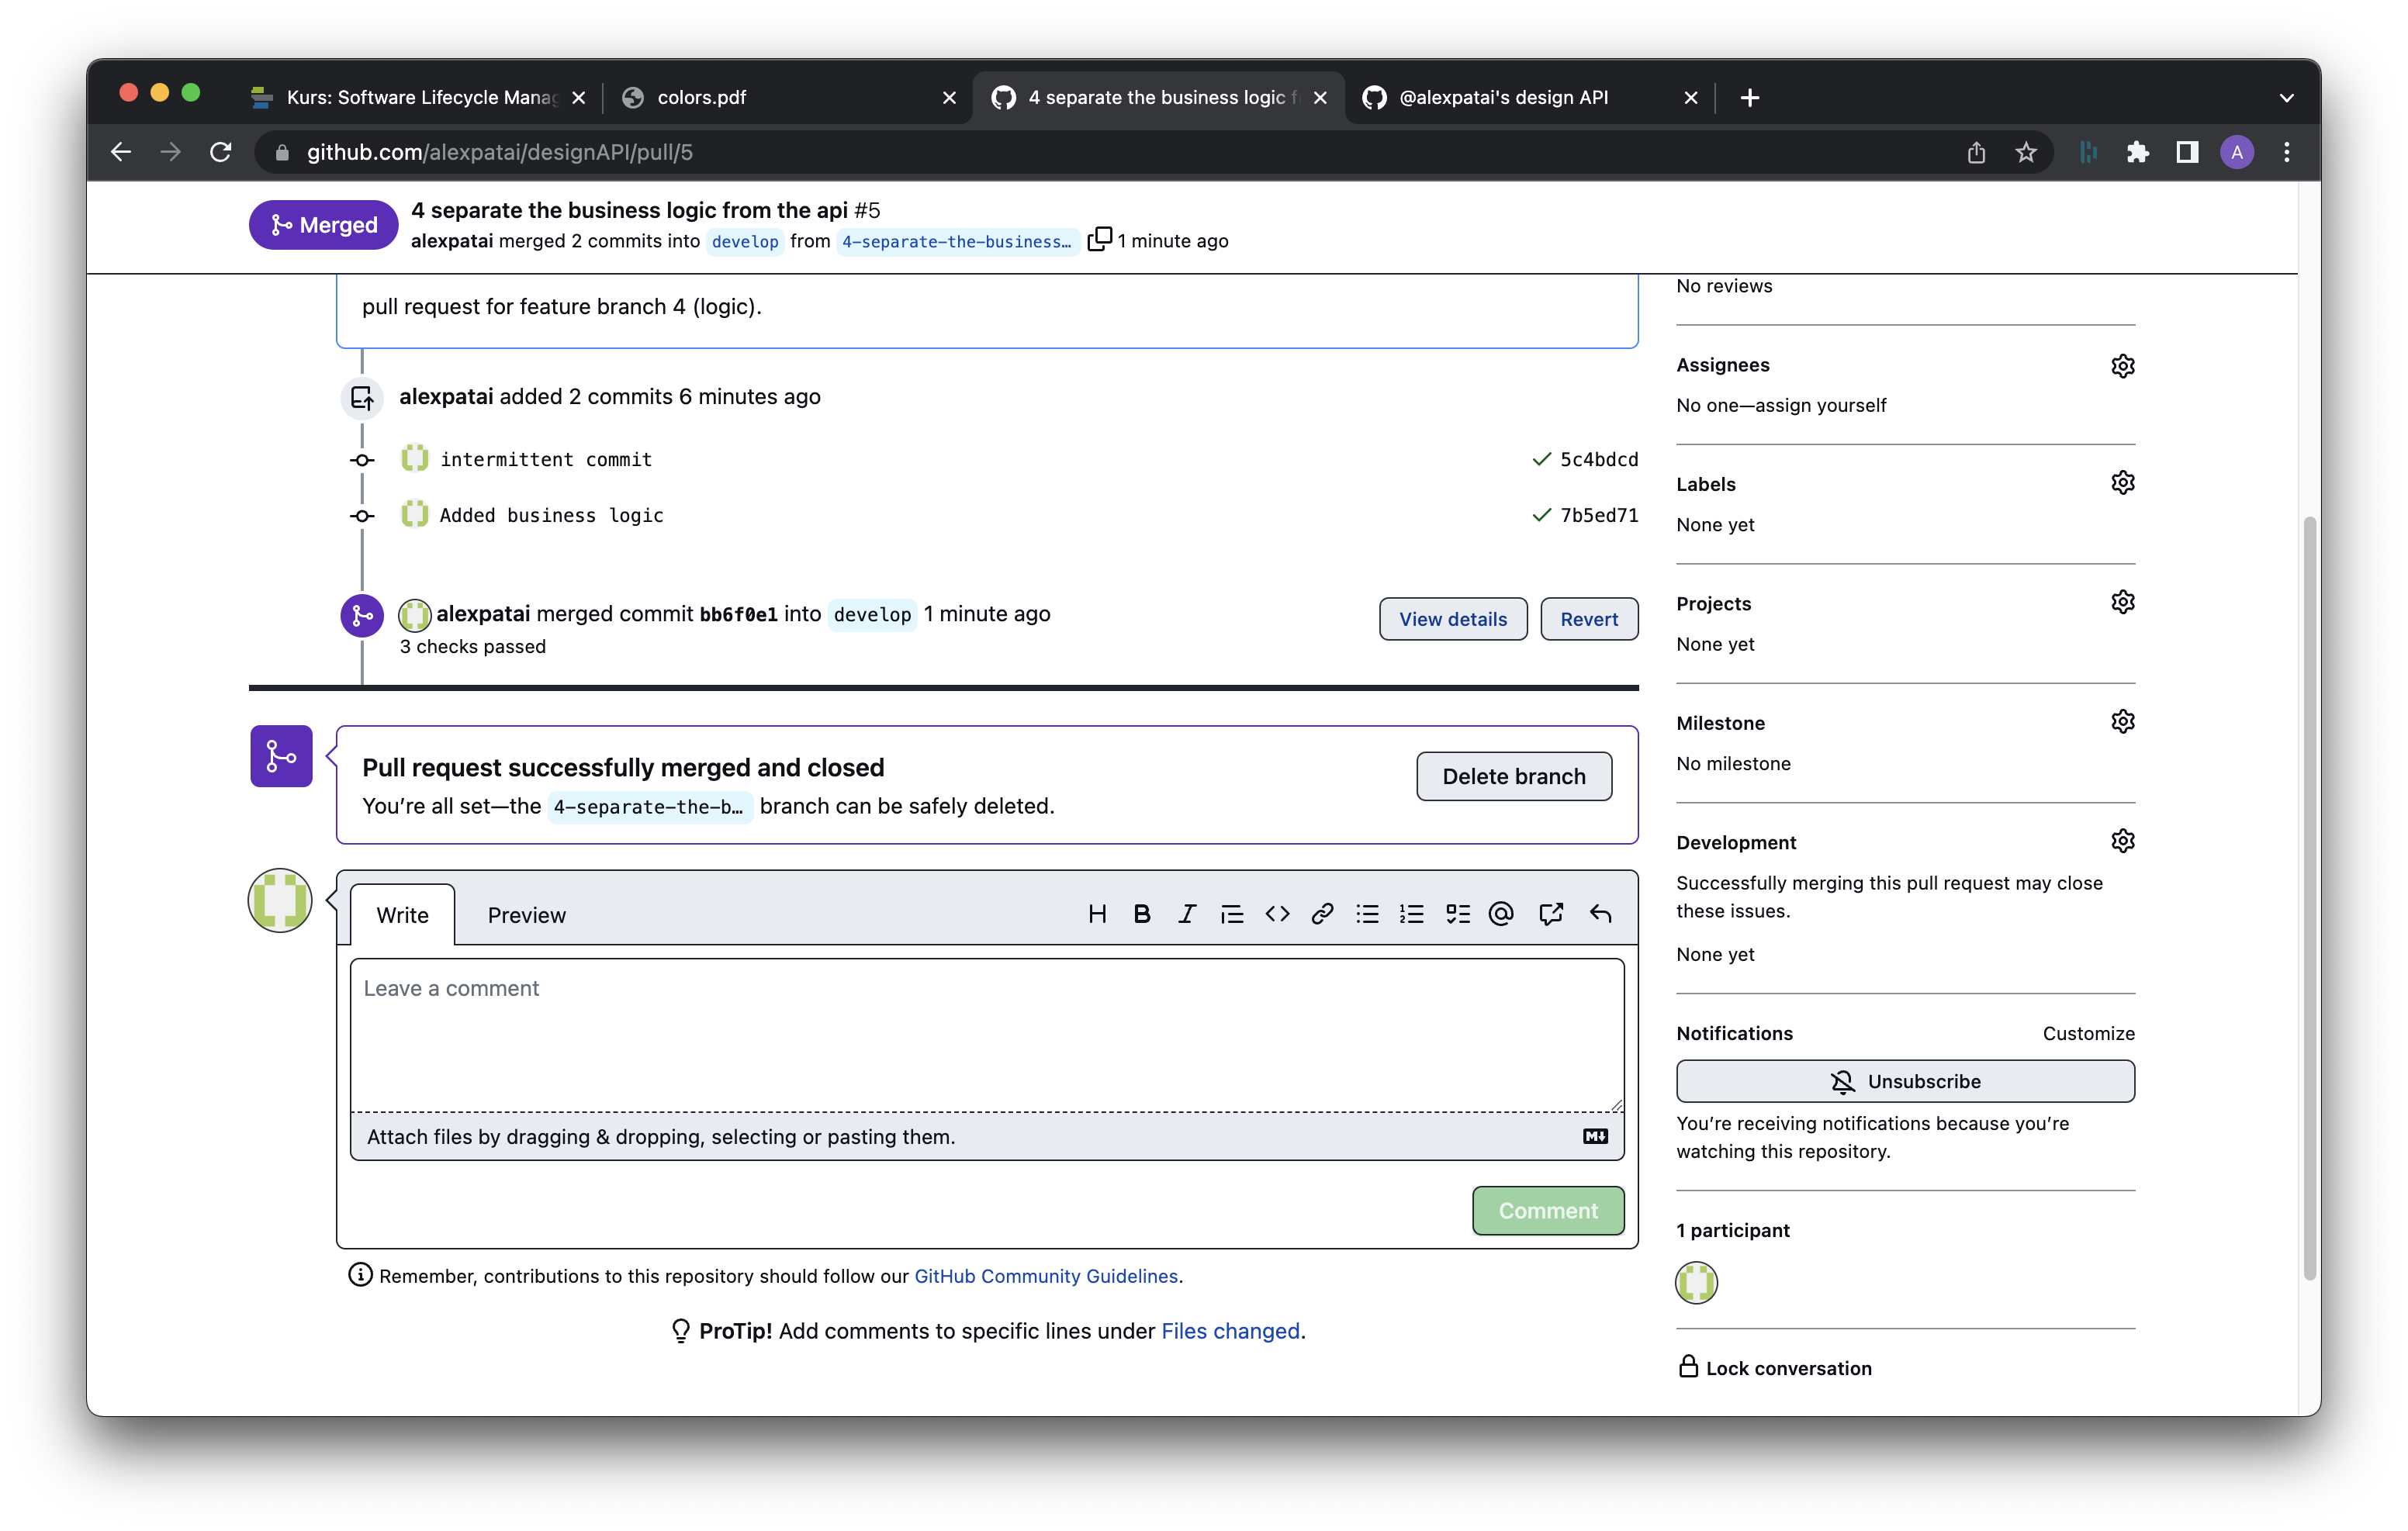 Kurs: Software Lifecycle Manag
colors.pdf
4 separate the business logic f
@alexpatai's design API
github.com/alexpatai/designAPI/pull/5
A
Merged
4 separate the business logic from the api #5
alexpatai merged 2 commits into develop from 4-separate-the-business… 1 minute ago
pull request for feature branch 4 (logic).
alexpatai added 2 commits 6 minutes ago
intermittent commit
5c4bdcd
Added business logic
7b5ed71
alexpatai merged commit bb6f0e1 into develop 1 minute ago
3 checks passed
View details
Revert
Pull request successfully merged and closed
You’re all set—the 4-separate-the-b… branch can be safely deleted.
Delete branch
Write
Preview
Leave a comment
Attach files by dragging & dropping, selecting or pasting them.
Comment
Remember, contributions to this repository should follow our GitHub Community Guidelines.
ProTip! Add comments to specific lines under Files changed.
No reviews
Assignees
No one—assign yourself
Labels
None yet
Projects
None yet
Milestone
No milestone
Development
Successfully merging this pull request may close
these issues.
None yet
Notifications
Customize
Unsubscribe
You’re receiving notifications because you’re
watching this repository.
1 participant
Lock conversation